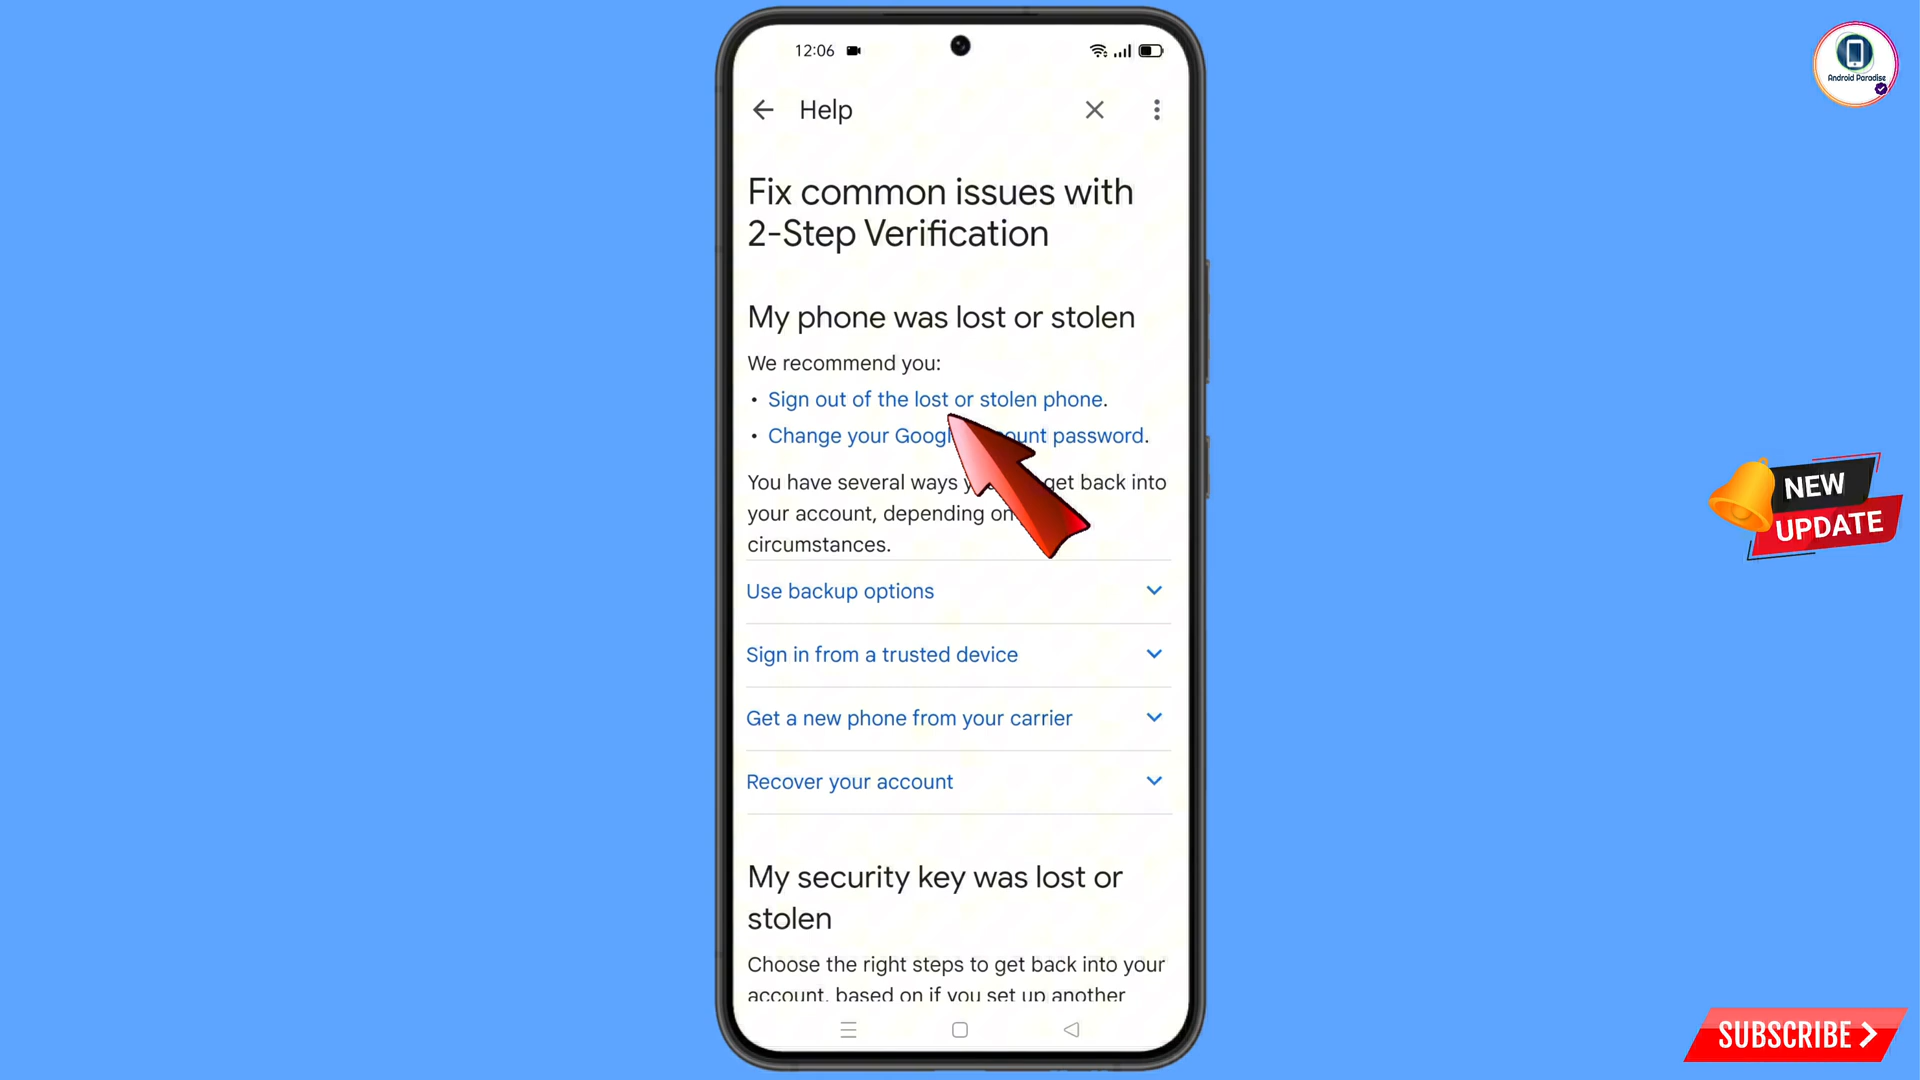 12:06
Android Paradise
Help
Fix common issues with
2-Step Verification
My phone was lost or stolen
We recommend you:
• Sign out of the lost or stolen phone.
• Change your Googl ount password.
You have several ways y get back into
your account, depending on
circumstances.
Use backup options
Sign in from a trusted device
Get a new phone from your carrier
Recover your account
My security key was lost or
stolen
Choose the right steps to get back into your
account, based on if you set up another
NEW
UPDATE
SUBSCRIBE